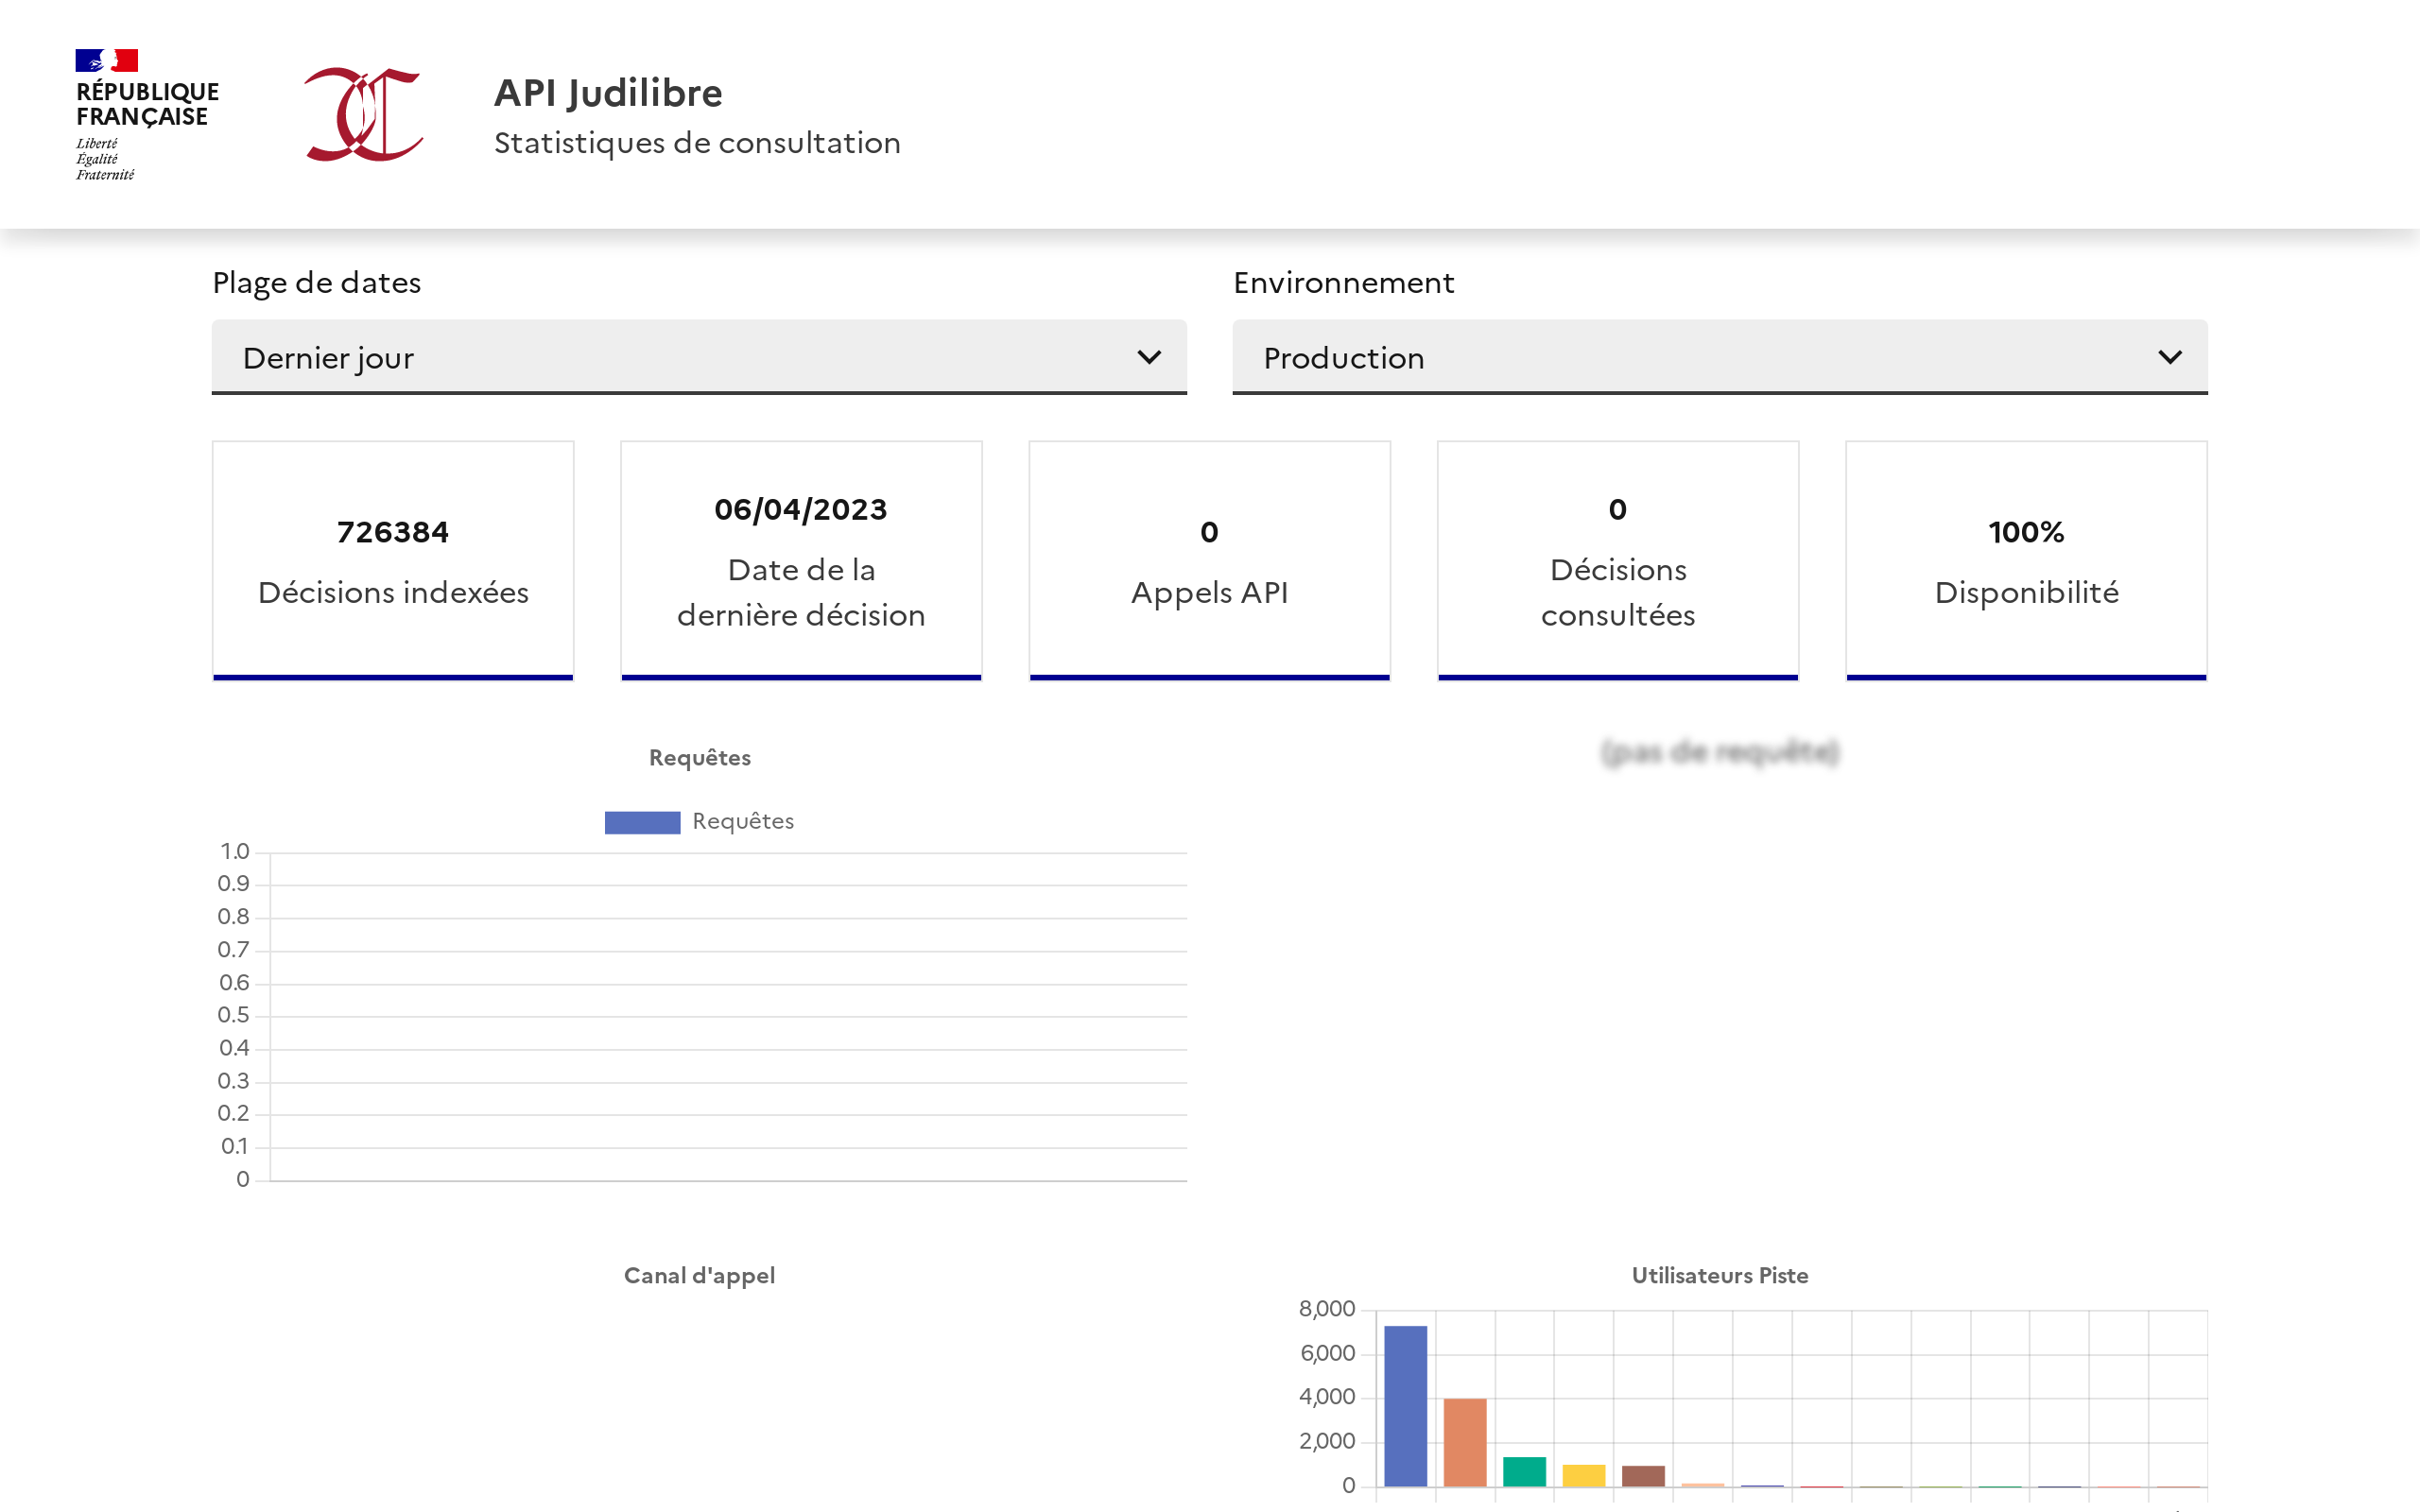 RÉPUBLIQUE
FRANÇAISE
Liberté
Égalité
Fraternité
API Judilibre
Statistiques de consultation
Plage de dates
Environnement
Dernier jour
Production
726384
Décisions indexées
06/04/2023
Date de la
dernière décision
0
Appels API
0
Décisions
consultées
100%
Disponibilité
Requêtes
(pas de requête)
Requêtes
1.0
0.9
0.8
0.7
0.6
0.5
0.4
0.3
0.2
0.1
0
Canal d'appel
Utilisateurs Piste
8,000
6,000
4,000
2,000
0